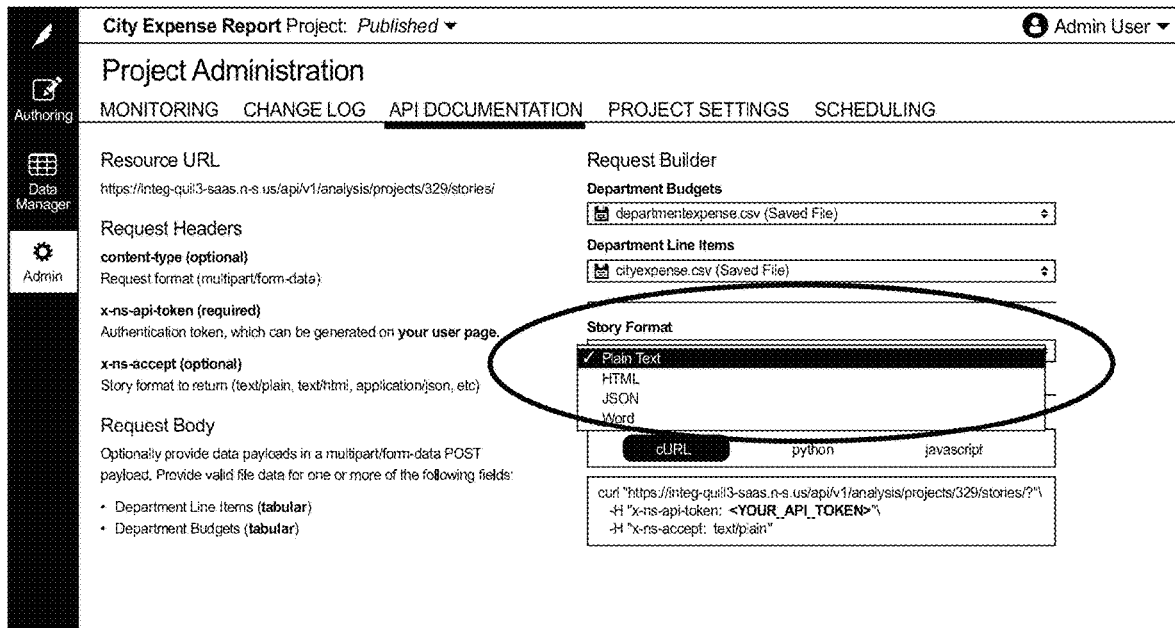 City Expense Report Project: Published
Admin User
Authoring
Data
Manager
Admin
Project Administration
MONITORING CHANGE LOG API DOCUMENTATION PROJECT SETTINGS SCHEDULING
Resource URL
https://integ-quill3-saas.n-s.us/api/v1/analysis/projects/329/stories/
Request Headers
content-type (optional)
Request format (multipart/form-data)
x-ns-api-token (required)
Authentication token, which can be generated on your user page.
x-ns-accept (optional)
Story format to return (text/plain, text/html, application/json, etc)
Request Body
Optionally provide data payloads in a multipart/form-data POST
payload. Provide valid file data for one or more of the following fields:
• Department Line Items (tabular)
• Department Budgets (tabular)
Request Builder
Department Budgets
departmentexpense.csv (Saved File)
Department Line Items
cityexpense.csv (Saved File)
Story Format
✓ Plain Text
HTML
JSON
Word
cURL python javascript
curl "https://integ-quill3-saas.n-s.us/api/v1/analysis/projects/329/stories/?"\
-H "x-ns-api-token: <YOUR_API_TOKEN>"\
-H "x-ns-accept: text/plain"